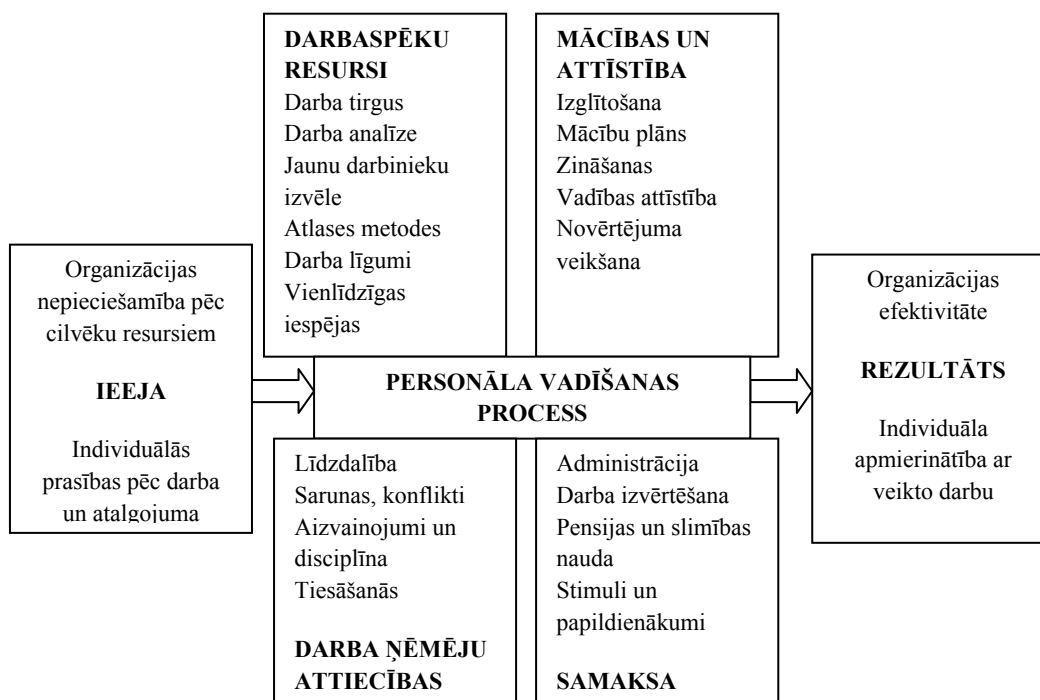 DARBASPĒKU
RESURSI
Darba tirgus
Darba analīze
Jaunu darbinieku
izvēle
Atlases metodes
Darba līgumi
Vienlīdzīgas
iespējas
MĀCĪBAS UN
ATTĪSTĪBA
Izglītošana
Mācību plāns
Zināšanas
Vadības attīstība
Novērtējuma
veikšana
Organizācijas
nepieciešamība pēc
cilvēku resursiem
IEEJA
Individuālās
prasības pēc darba
un atalgojuma
PERSONĀLA VADĪŠANAS
PROCESS
Organizācijas
efektivitāte
REZULTĀTS
Individuāla
apmierinātība ar
veikto darbu
Līdzdalība
Sarunas, konflikti
Aizvainojumi un
disciplīna
Tiesāšanās
DARBA ŅĒMĒJU
ATTIECĪBAS
Administrācija
Darba izvērtēšana
Pensijas un slimības
nauda
Stimuli un
papildienākumi
SAMAKSA